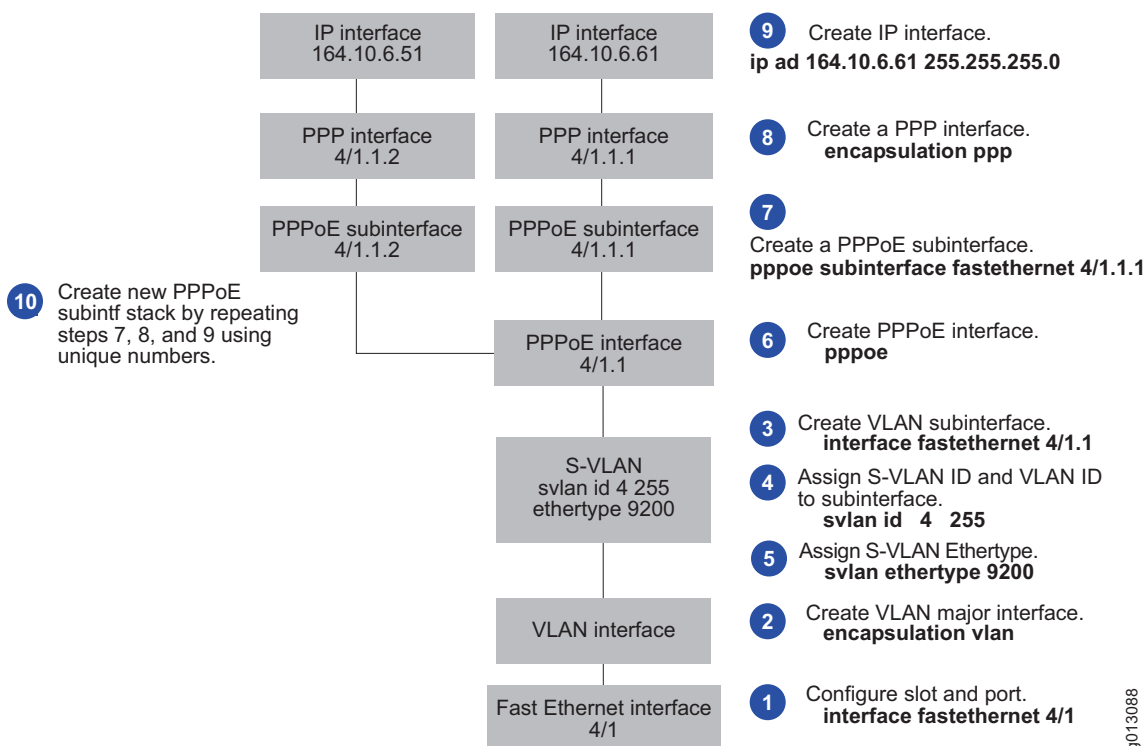 IP interface
164.10.6.51
IP interface
164.10.6.61
9 Create IP interface.
ip ad 164.10.6.61 255.255.255.0
PPP interface
4/1.1.2
PPP interface
4/1.1.1
8 Create a PPP interface.
encapsulation ppp
PPPoE subinterface
4/1.1.2
PPPoE subinterface
4/1.1.1
7
Create a PPPoE subinterface.
pppoe subinterface fastethernet 4/1.1.1
10 Create new PPPoE
subintf stack by repeating
steps 7, 8, and 9 using
unique numbers.
PPPoE interface
4/1.1
6 Create PPPoE interface.
pppoe
S-VLAN
svlan id 4 255
ethertype 9200
3 Create VLAN subinterface.
interface fastethernet 4/1.1
4 Assign S-VLAN ID and VLAN ID
to subinterface.
svlan id 4 255
5 Assign S-VLAN Ethertype.
svlan ethertype 9200
VLAN interface
2 Create VLAN major interface.
encapsulation vlan
Fast Ethernet interface
4/1
1 Configure slot and port.
interface fastethernet 4/1
g013088